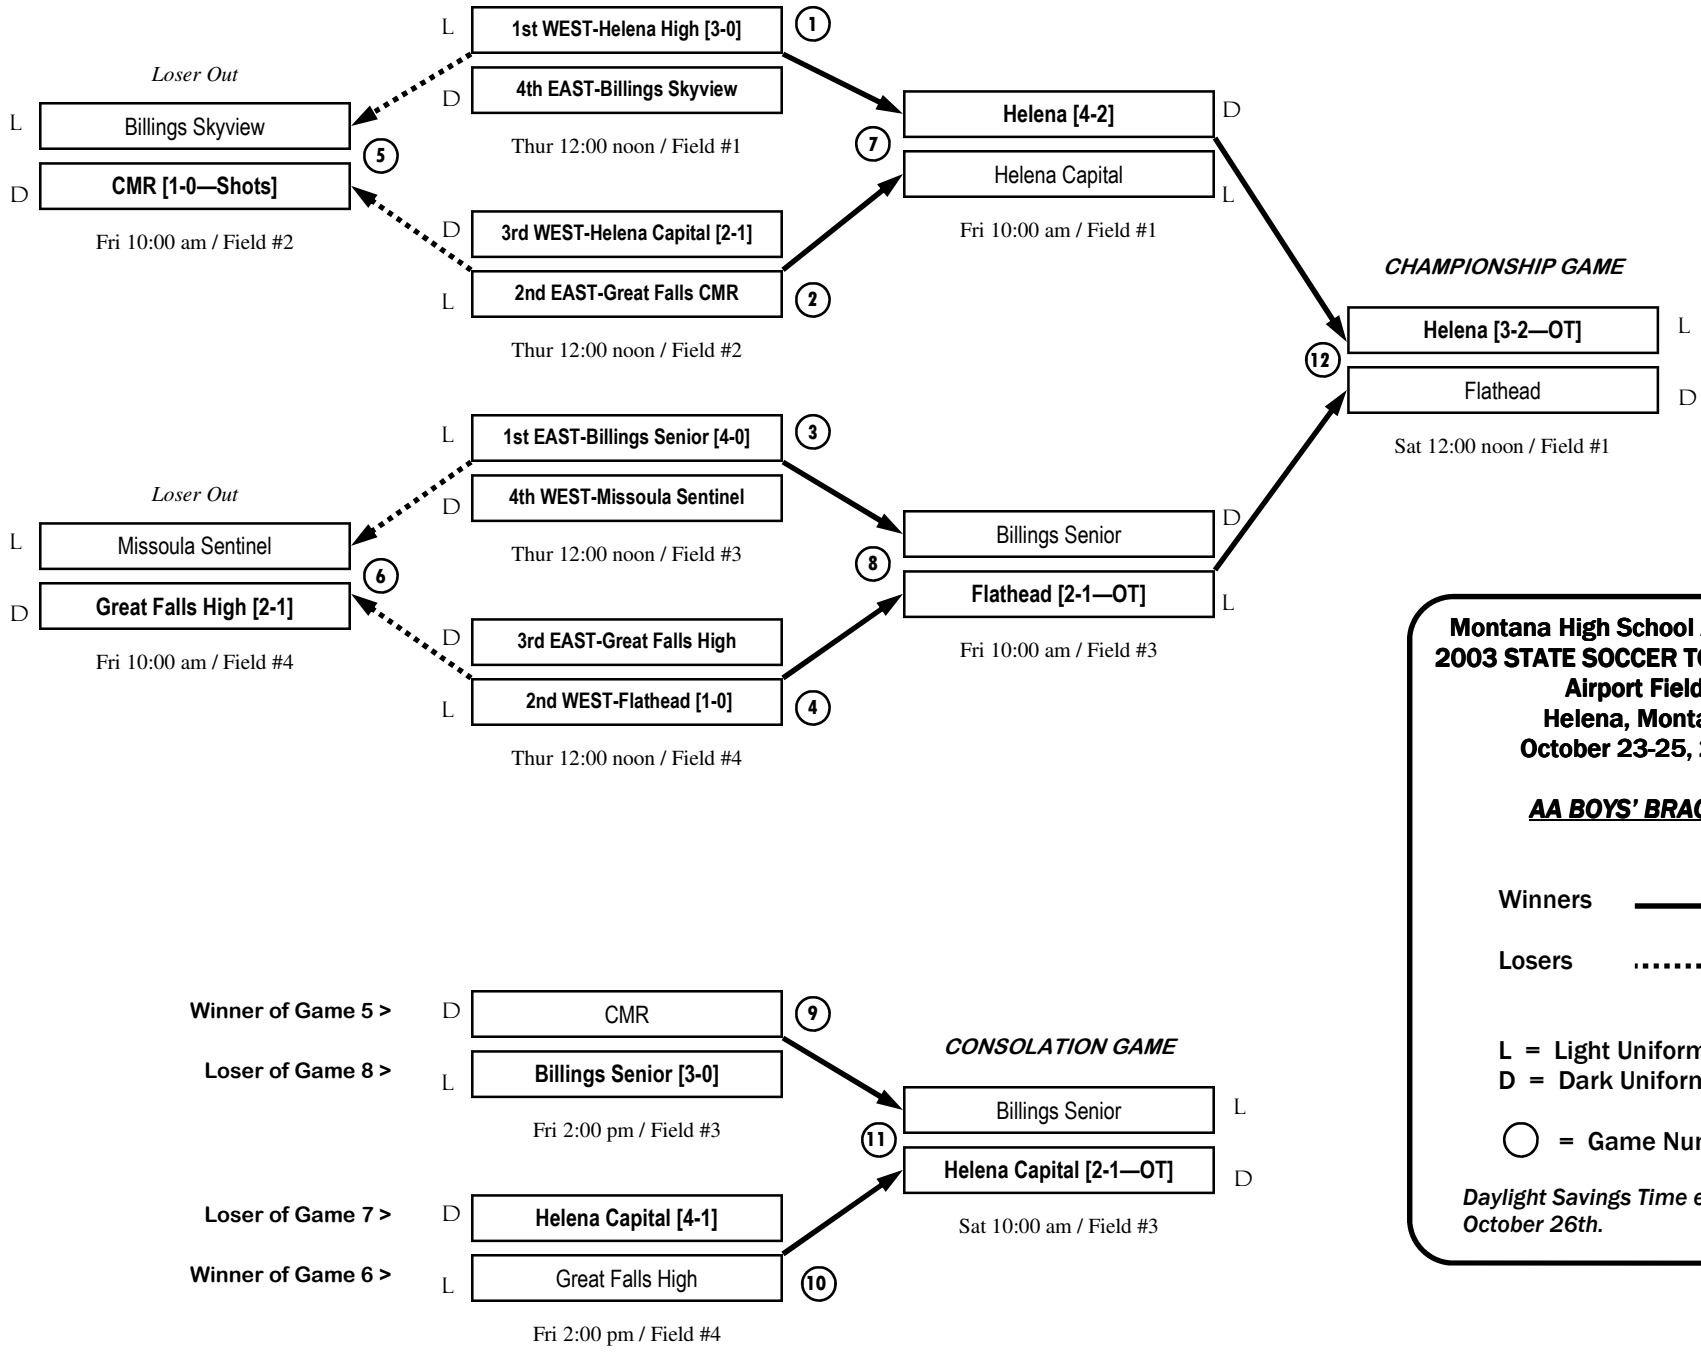 L
1st WEST-Helena High [3-0]
1
D
4th EAST-Billings Skyview
Thur 12:00 noon / Field #1
Loser Out
L
Billings Skyview
5
D
CMR [1-0—Shots]
Fri 10:00 am / Field #2
D
3rd WEST-Helena Capital [2-1]
L
2nd EAST-Great Falls CMR
2
Thur 12:00 noon / Field #2
Helena [4-2]
D
7
Helena Capital
L
Fri 10:00 am / Field #1
CHAMPIONSHIP GAME
Helena [3-2—OT]
L
12
Flathead
D
Sat 12:00 noon / Field #1
L
1st EAST-Billings Senior [4-0]
3
D
4th WEST-Missoula Sentinel
Thur 12:00 noon / Field #3
Loser Out
L
Missoula Sentinel
6
D
Great Falls High [2-1]
Fri 10:00 am / Field #4
D
3rd EAST-Great Falls High
L
2nd WEST-Flathead [1-0]
4
Thur 12:00 noon / Field #4
Billings Senior
D
8
Flathead [2-1—OT]
L
Fri 10:00 am / Field #3
Montana High School
2003 STATE SOCCER
Airport Field
Helena,
October 23-25,
AA BOYS'
Winners
Losers
L = Light
D = Dark
= Game
Daylight Savings Time
October 26th.
Winner of Game 5 >
D
CMR
9
Loser of Game 8 >
L
Billings Senior [3-0]
Fri 2:00 pm / Field #3
Loser of Game 7 >
D
Helena Capital [4-1]
Winner of Game 6 >
L
Great Falls High
10
Fri 2:00 pm / Field #4
CONSOLATION GAME
Billings Senior
L
11
Helena Capital [2-1—OT]
D
Sat 10:00 am / Field #3